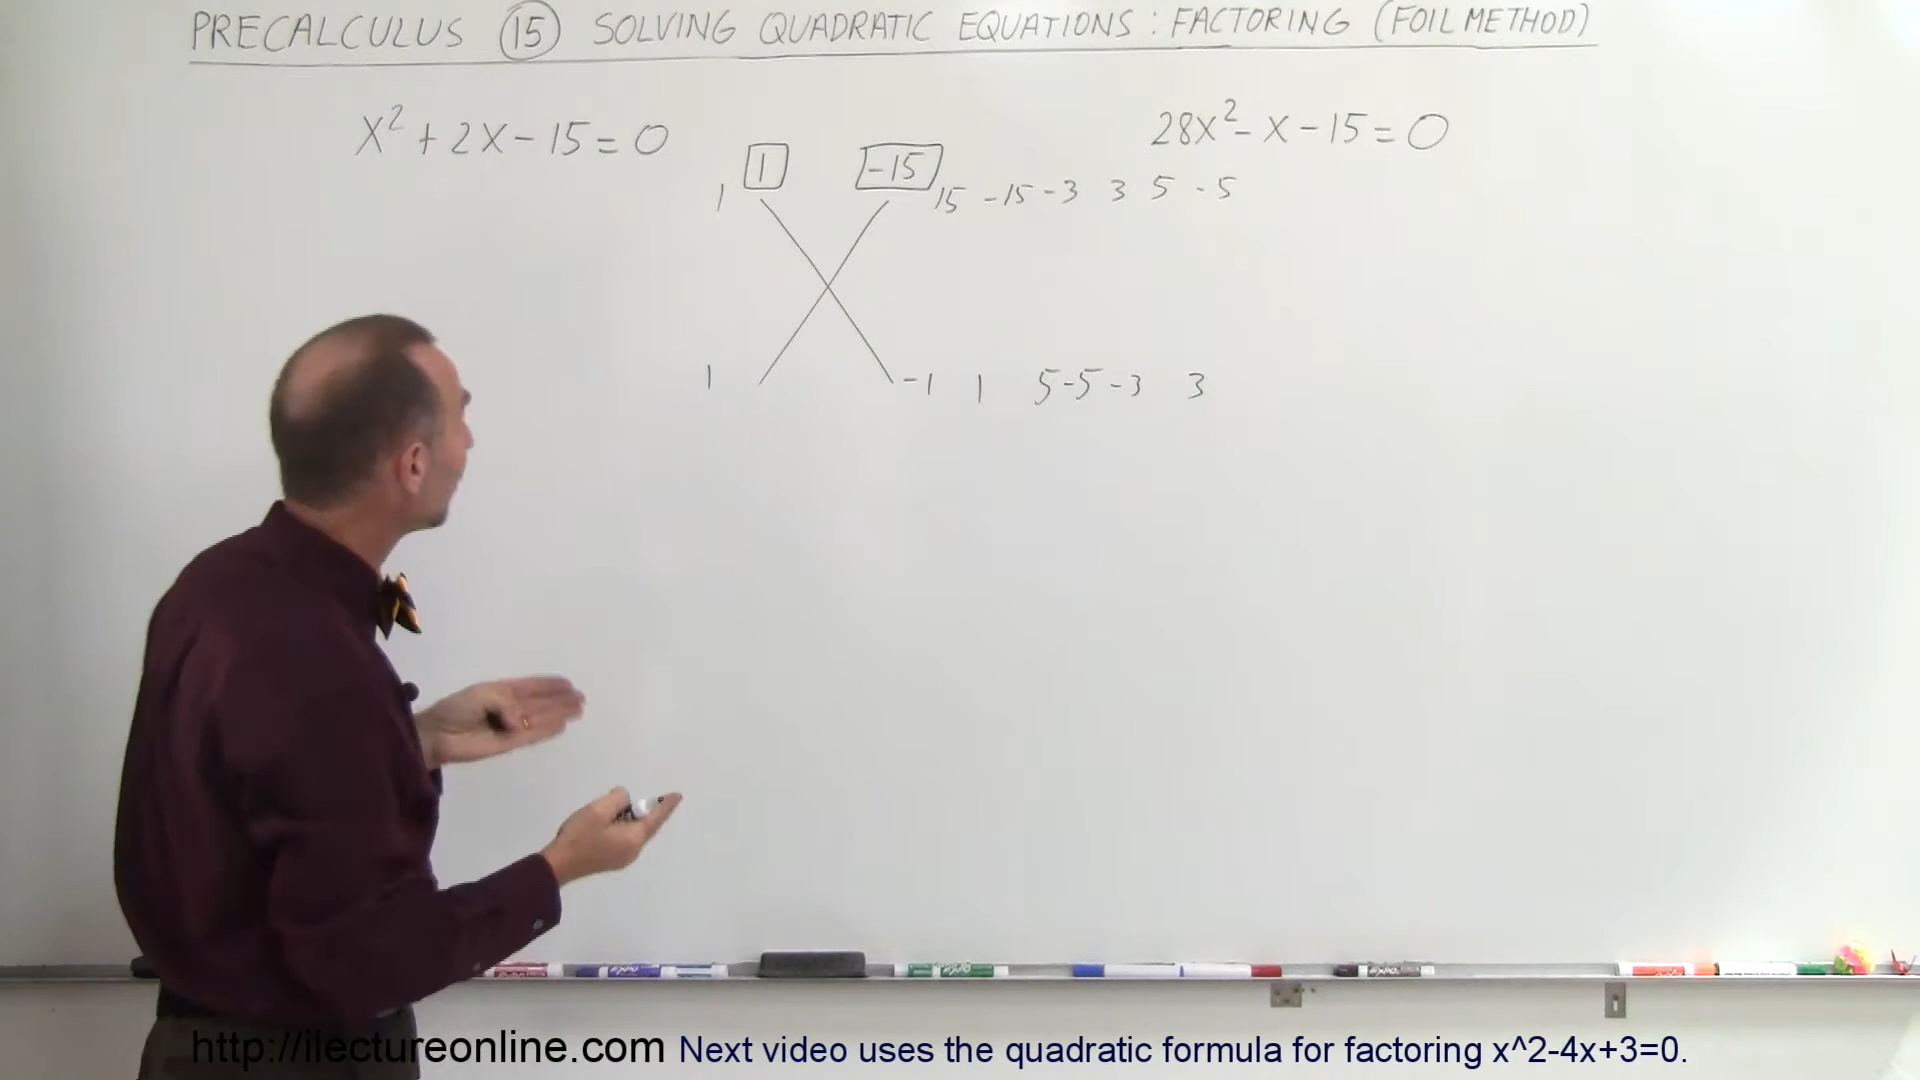 PRECALCULUS 15 SOLVING QUADRATIC EQUATIONS : FACTORING (FOIL METHOD)
x² + 2x - 15 = 0
28x² - x - 15 = 0
1 -15
1 15 -15 -3 3 5 -5
1 -1 1 5 -5 -3 3
http://ilectureonline.com Next video uses the quadratic formula for factoring x^2-4x+3=0.